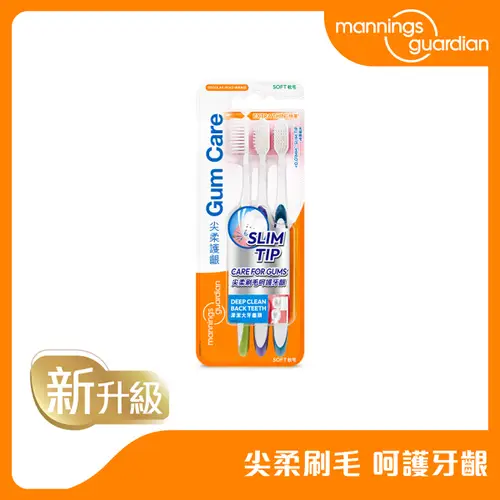 mannings
guardian
SOFT 軟毛
Gum Care
尖柔護齦
SLIM
TIP
CARE FOR GUMS
尖柔刷毛呵護牙齦
DEEP CLEAN
BACK TEETH
潔淨大牙後排
mannings
guardian
SOFT 軟毛
新升級
尖柔刷毛 呵護牙齦